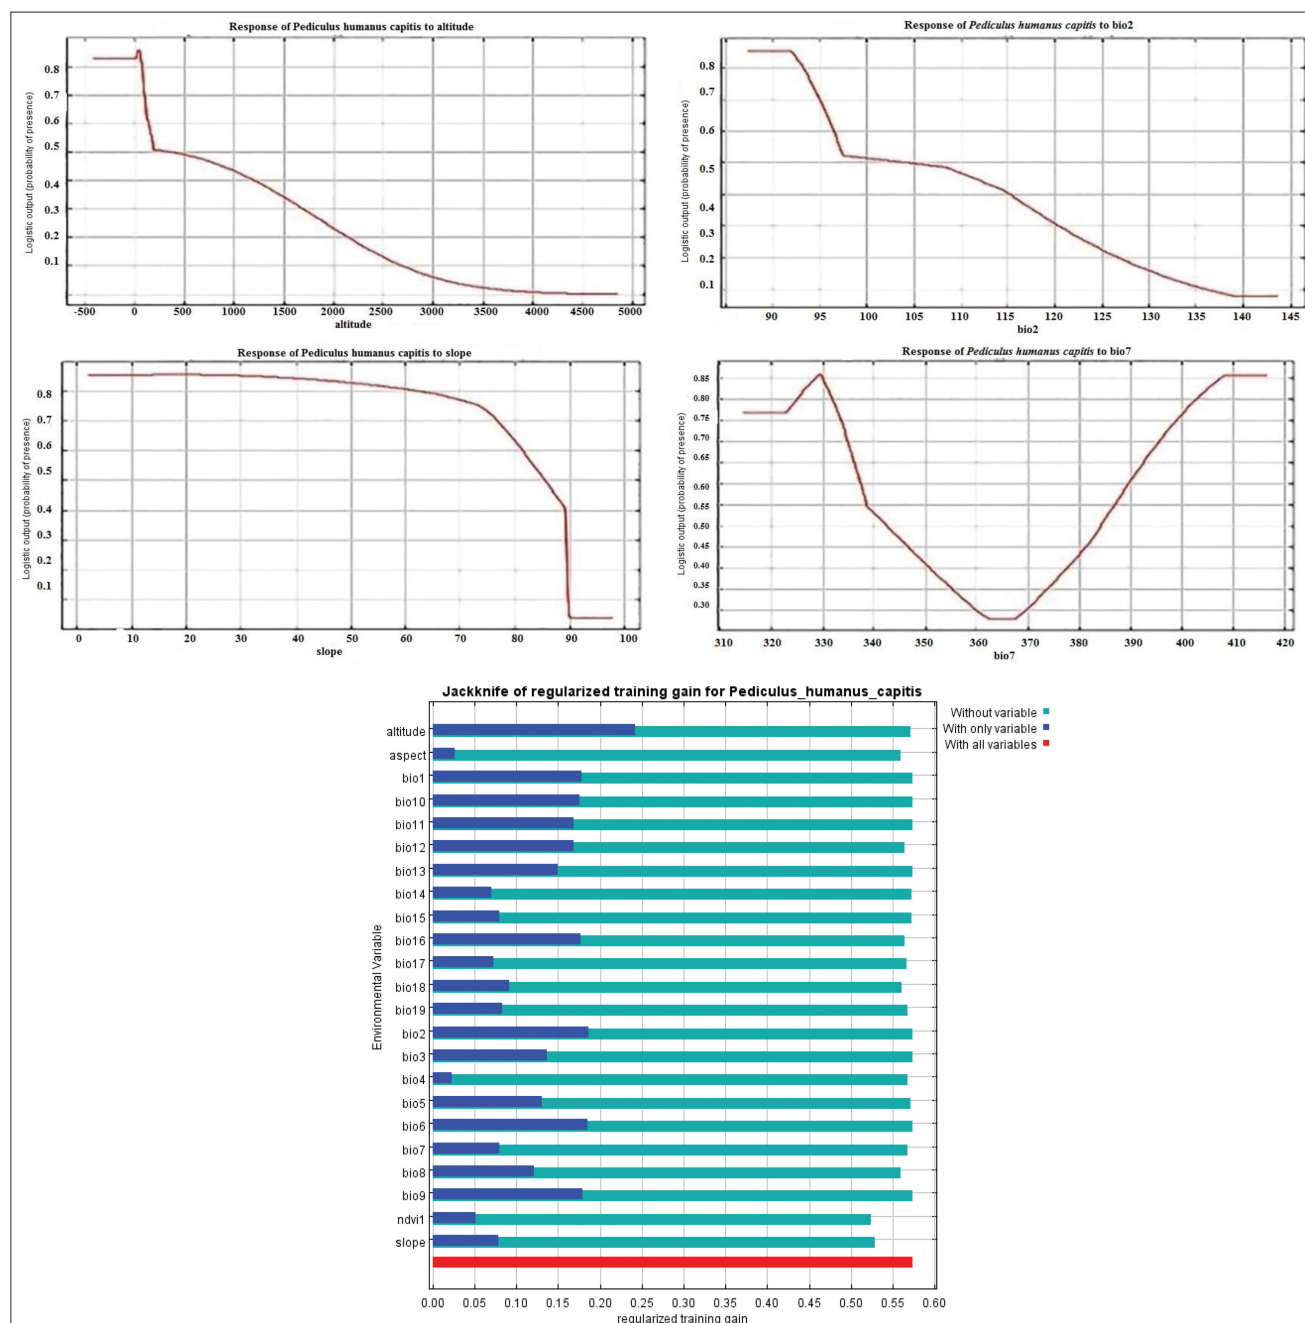 Response of Pediculus humanus capitis to altitude
Logistic output (probability of presence)
0.8
0.7
0.6
0.5
0.4
0.3
0.2
0.1
-500 0 500 1000 1500 2000 2500 3000 3500 4000 4500 5000
altitude
Response of Pediculus humanus capitis to bio2
Logistic output (probability of presence)
0.8
0.7
0.6
0.5
0.4
0.3
0.2
0.1
90 95 100 105 110 115 120 125 130 135 140 145
bio2
Response of Pediculus humanus capitis to slope
Logistic output (probability of presence)
0.8
0.7
0.6
0.5
0.4
0.3
0.2
0.1
0 10 20 30 40 50 60 70 80 90 100
slope
Response of Pediculus humanus capitis to bio7
Logistic output (probability of presence)
0.85
0.80
0.75
0.70
0.65
0.60
0.55
0.50
0.45
0.40
0.35
0.30
310 320 330 340 350 360 370 380 390 400 410 420
bio7
Jackknife of regularized training gain for Pediculus_humanus_capitis
Without variable
With only variable
With all variables
Environmental Variable
altitude
aspect
bio1
bio10
bio11
bio12
bio13
bio14
bio15
bio16
bio17
bio18
bio19
bio2
bio3
bio4
bio5
bio6
bio7
bio8
bio9
ndvi1
slope
0.00 0.05 0.10 0.15 0.20 0.25 0.30 0.35 0.40 0.45 0.50 0.55 0.60
regularized training gain